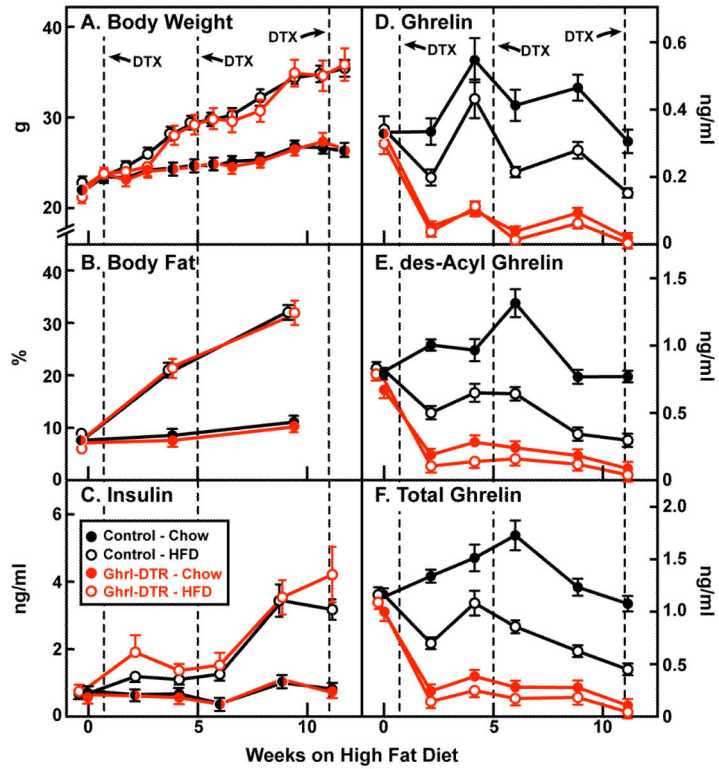 A. Body Weight
DTX
DTX
DTX
g
40
30
20
B. Body Fat
%
40
30
20
10
0
C. Insulin
Control - Chow
Control - HFD
Ghrl-DTR - Chow
Ghrl-DTR - HFD
ng/ml
6
4
2
0
0
5
10
D. Ghrelin
DTX
DTX
DTX
ng/ml
0.6
0.4
0.2
0
E. des-Acyl Ghrelin
ng/ml
1.5
1.0
0.5
0
F. Total Ghrelin
ng/ml
2.0
1.5
1.0
0.5
0
0
5
10
Weeks on High Fat Diet